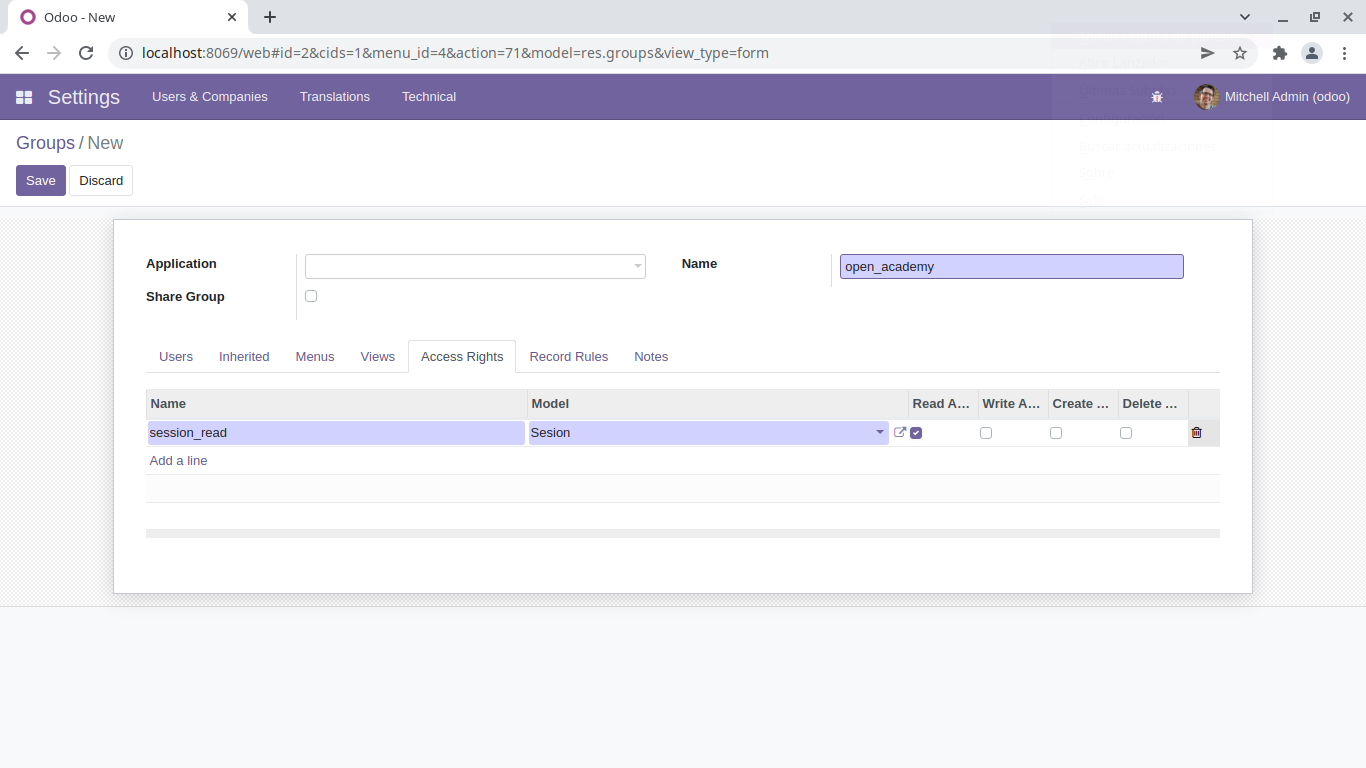 Odoo - New
localhost:8069/web#id=2&cids=1&menu_id=4&action=71&model=res.groups&view_type=form
Settings Users & Companies Translations Technical Mitchell Admin (odoo)
Groups / New
Save Discard
Application Name open_academy
Share Group
Users Inherited Menus Views Access Rights Record Rules Notes
Name Model Read A... Write A... Create ... Delete ...
session_read Sesion
Add a line